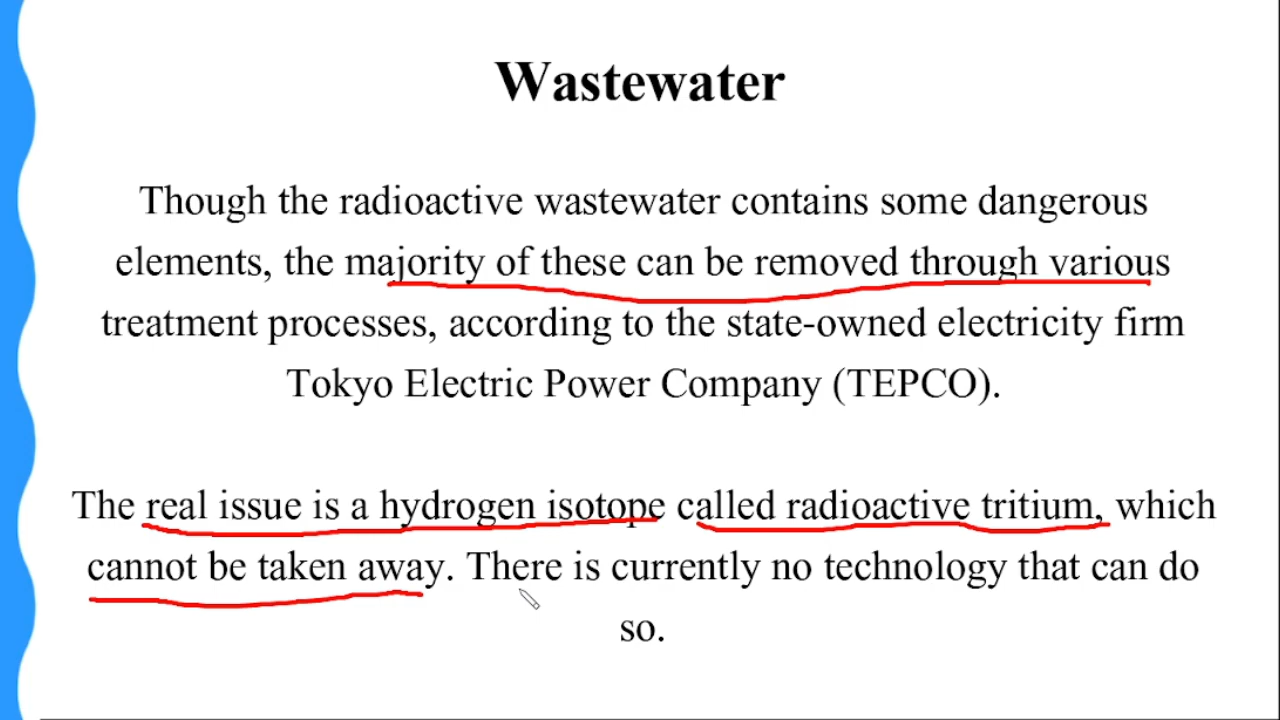 Wastewater
Though the radioactive wastewater contains some dangerous
elements, the majority of these can be removed through various
treatment processes, according to the state-owned electricity firm
Tokyo Electric Power Company (TEPCO).
The real issue is a hydrogen isotope called radioactive tritium, which
cannot be taken away. There is currently no technology that can do
so.